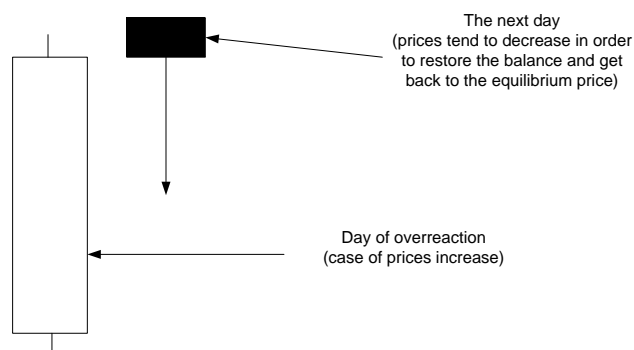 The next day
(prices tend to decrease in order
to restore the balance and get
back to the equilibrium price)
Day of overreaction
(case of prices increase)